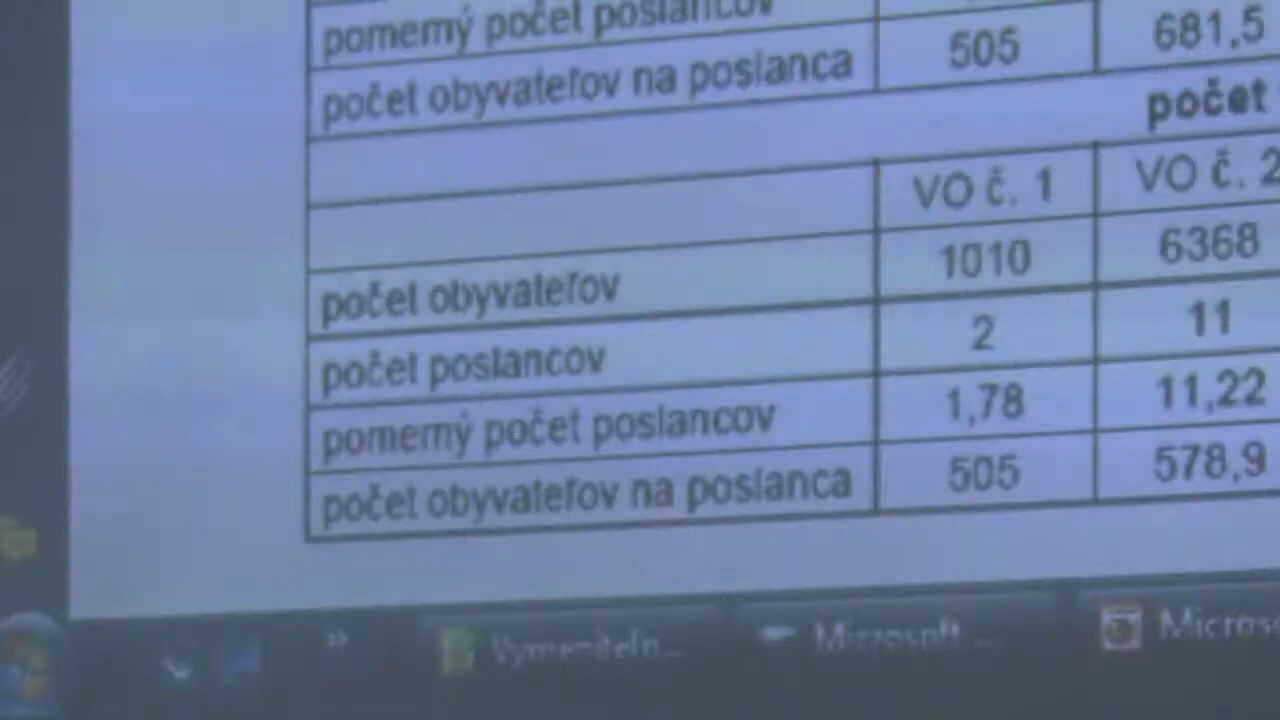 pomerný počet poslancov
počet obyvateľov na poslanca 505 681,5
počet
VO č. 1 VO č. 2
počet obyvateľov 1010 6368
počet poslancov 2 11
pomerný počet poslancov 1,78 11,22
počet obyvateľov na poslanca 505 578,9
» Vymeniteľn... Microsoft ... Micros